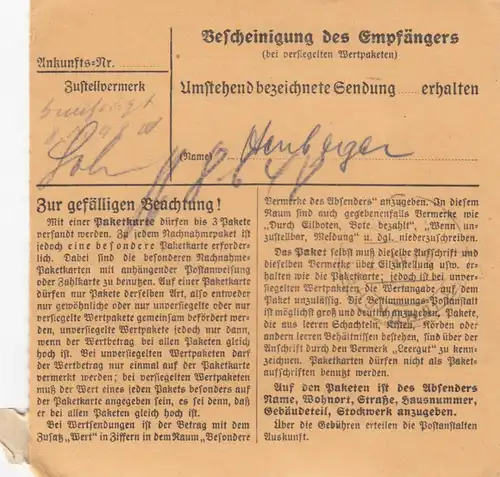 Bescheinigung des Empfängers
(bei versiegelten Wertpaketen)
Ankunfts=Nr.
Zustellvermerk
Umstehend bezeichnete Sendung erhalten
(Name)
Zur gefälligen Beachtung!
Mit einer Paketkarte dürfen bis 3 Pakete
versandt werden. Zu jedem Nachnahmepaket ist
jedoch eine besondere Paketkarte erforder-
lich. Dabei sind die besonderen Nachnahme-
Paketkarten mit anhängender Postanweisung
oder Zahlkarte zu benutzen. Auf einer Paketkarte
dürfen nur Pakete derselben Art, also entweder
nur gewöhnliche oder nur unversiegelte oder nur
versiegelte Wertpakete gemeinsam befördert wer-
den, unversiegelte Wertpakete jedoch nur dann,
wenn der Wertbetrag bei allen Paketen gleich
hoch ist. Bei unversiegelten Wertpaketen darf
der Wertbetrag nur einmal auf der Paketkarte
vermerkt werden; bei versiegelten Wertpaketen
muß der Wert eines jeden Pakets besonders auf
der Paketkarte angegeben sein, es sei denn, daß
er bei allen Paketen gleich hoch ist.
Bei Wertsendungen ist der Betrag mit dem
Zusatz „Wert" in Ziffern in dem Raum „Besondere
Vermerke des Absenders" anzugeben. In diesem
Raum sind auch gegebenenfalls Vermerke wie
„Durch Eilboten, Bote bezahlt", „Wenn un-
zustellbar, Meldung" u. dgl. niederzuschreiben.
Das Paket selbst muß dieselbe Aufschrift und
dieselben Vermerke über Eilzustellung usw. er-
halten wie die Paketkarte; jedoch ist bei unver-
siegelten Wertpaketen die Wertangabe auf dem
Paket unzulässig. Die Bestimmungs=Postanstalt
ist möglichst groß und deutlich anzugeben. Pakete,
die aus leeren Schachteln, Kisten, Körben oder
anderen leeren Behältnissen bestehen, sind über der
Anschrift durch den Vermerk „Leergut" zu kenn-
zeichnen. Paketkarten dürfen nicht als Paket-
aufschriften benutzt werden.
Auf den Paketen ist des Absenders
Name, Wohnort, Straße, Hausnummer,
Gebäudeteil, Stockwerk anzugeben.
Über die Gebühren erteilen die Postanstalten
Auskunft.